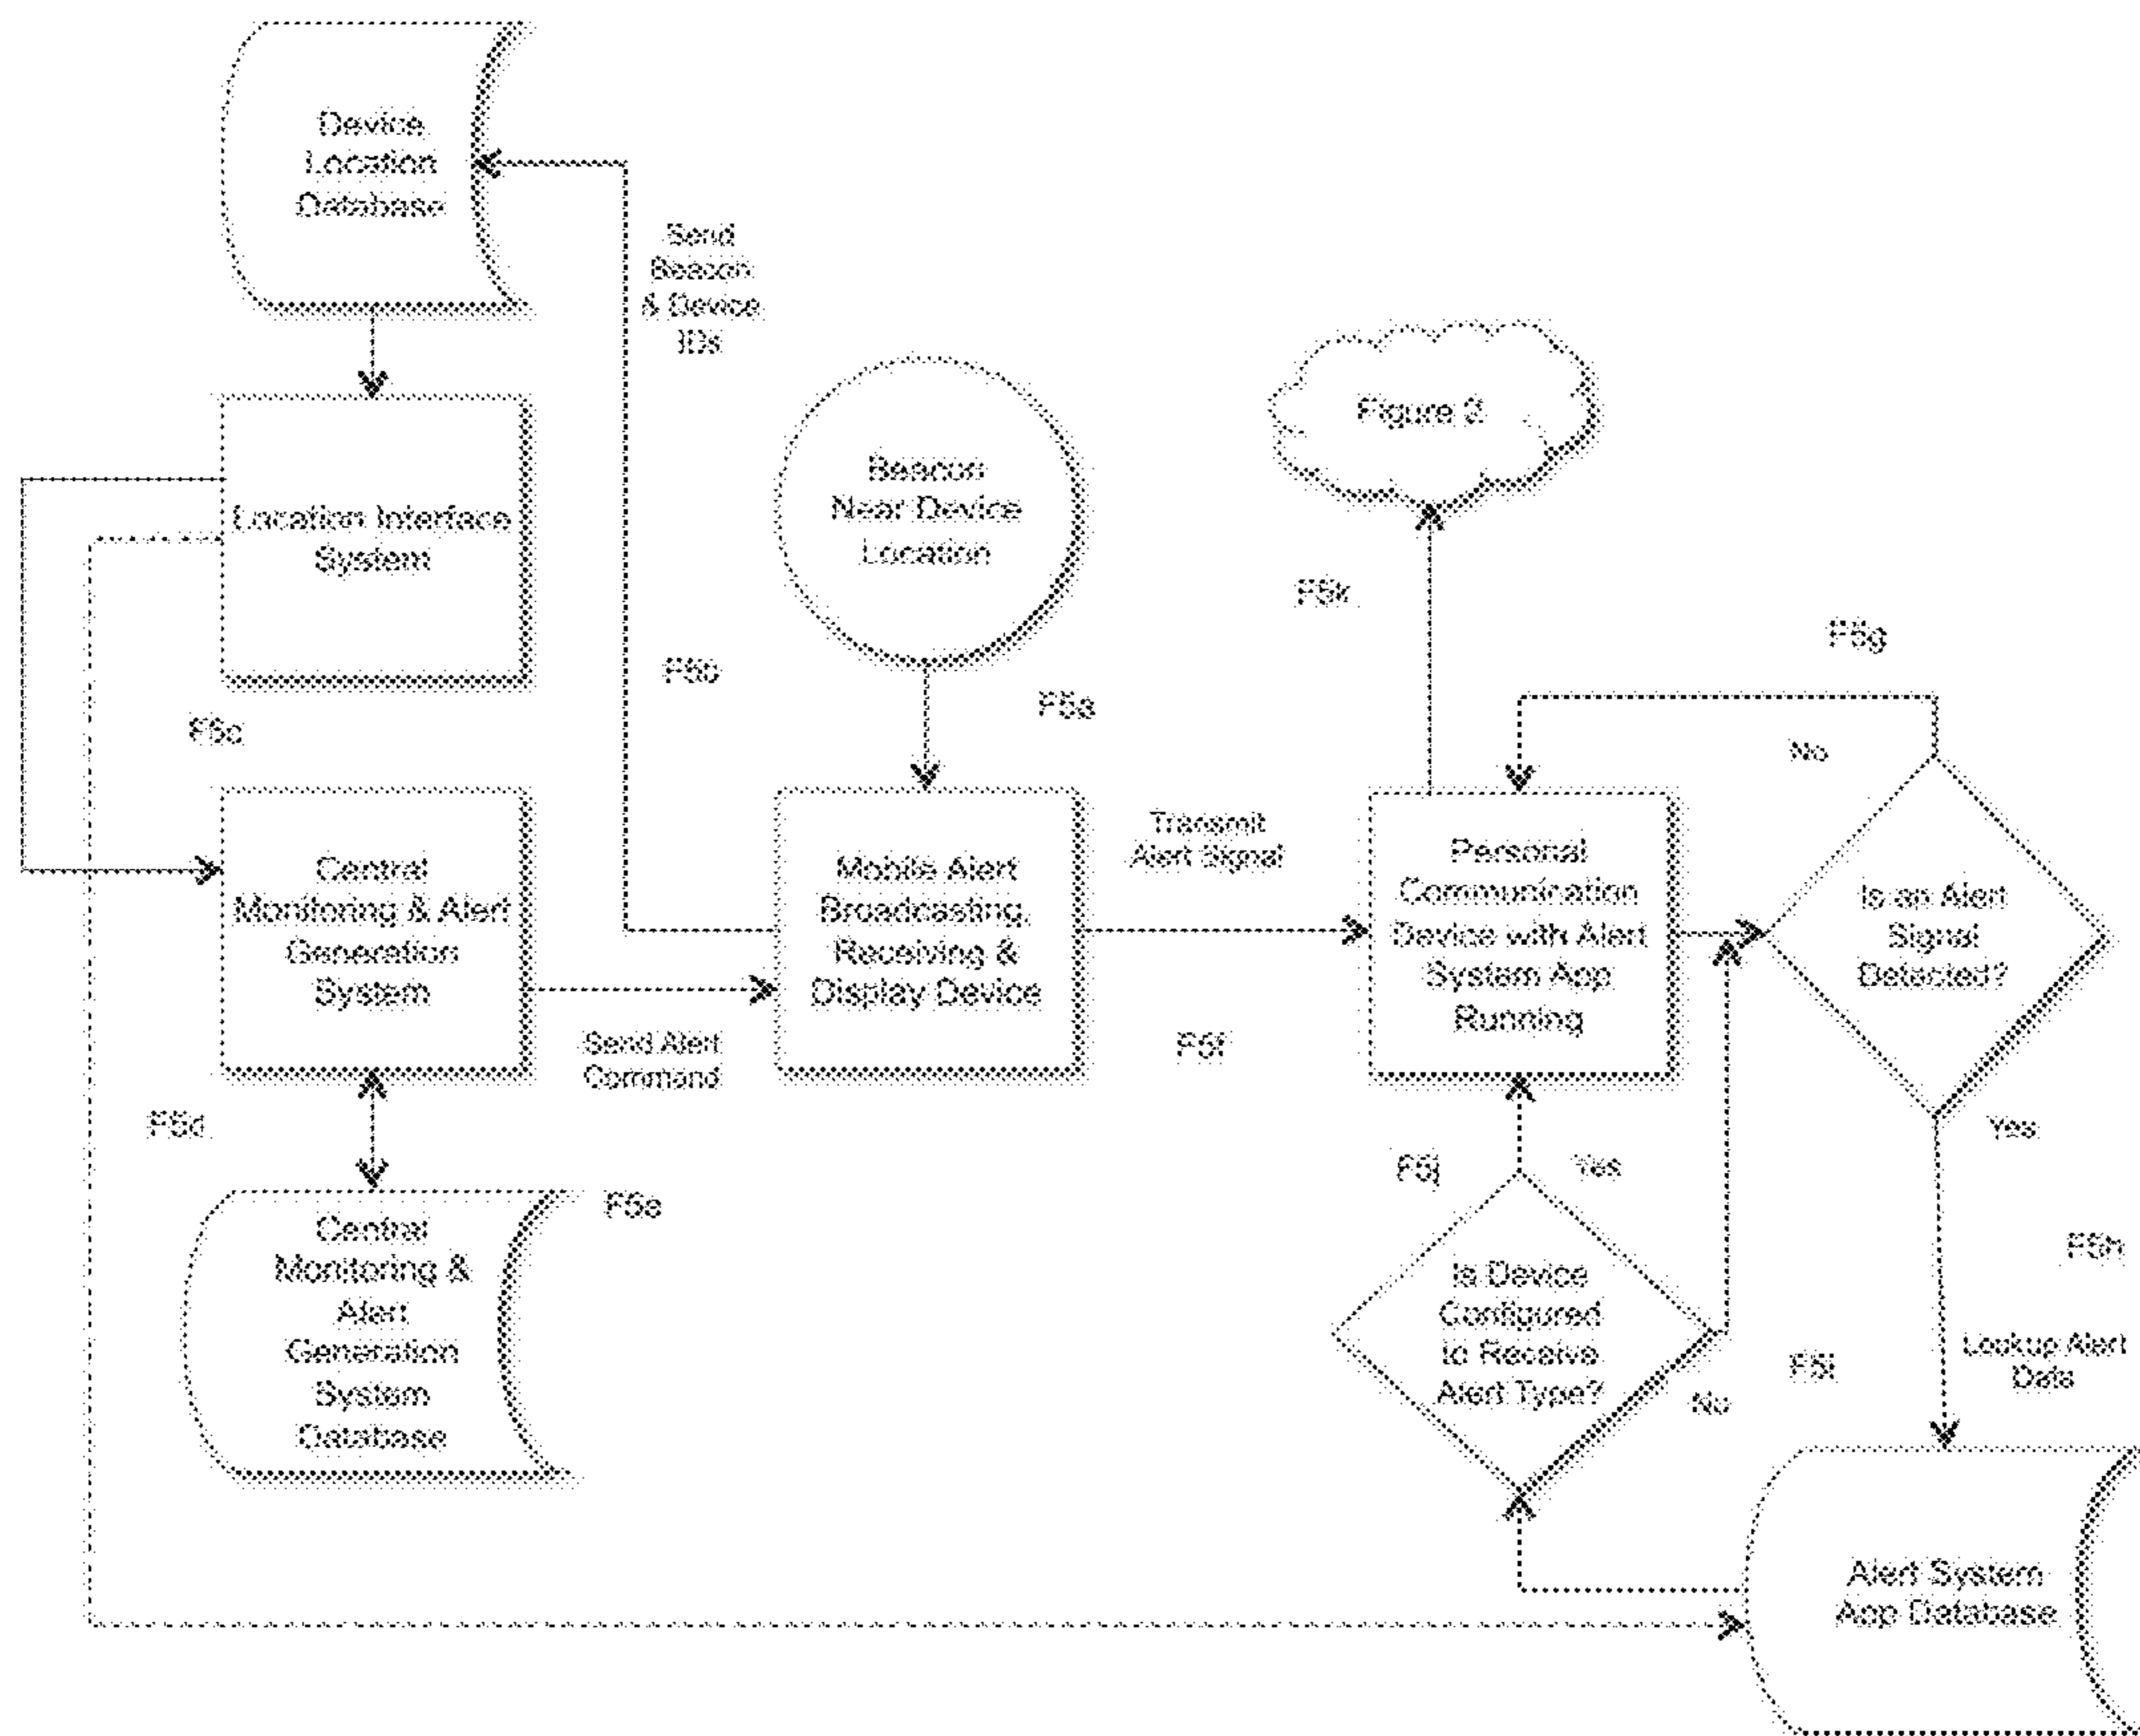 Device
Location
Database
Send
Beacon
& Device
IDs
Figure 2
Beacon
Near Device
Location
Location Interface
System
F5k
F5g
F5b
F5a
F5c
No
Transmit
Alert Signal
Central
Monitoring & Alert
Generation
System
Mobile Alert
Broadcasting,
Receiving &
Display Device
Personal
Communication
Device with Alert
System App
Running
Is an Alert
Signal
Detected?
Send Alert
Command
F5f
F5d
F5e
F5j
Yes
Yes
Central
Monitoring &
Alert
Generation
System
Database
Is Device
Configured
to Receive
Alert Type?
F5h
F5i
No
Lookup Alert
Data
Alert System
App Database